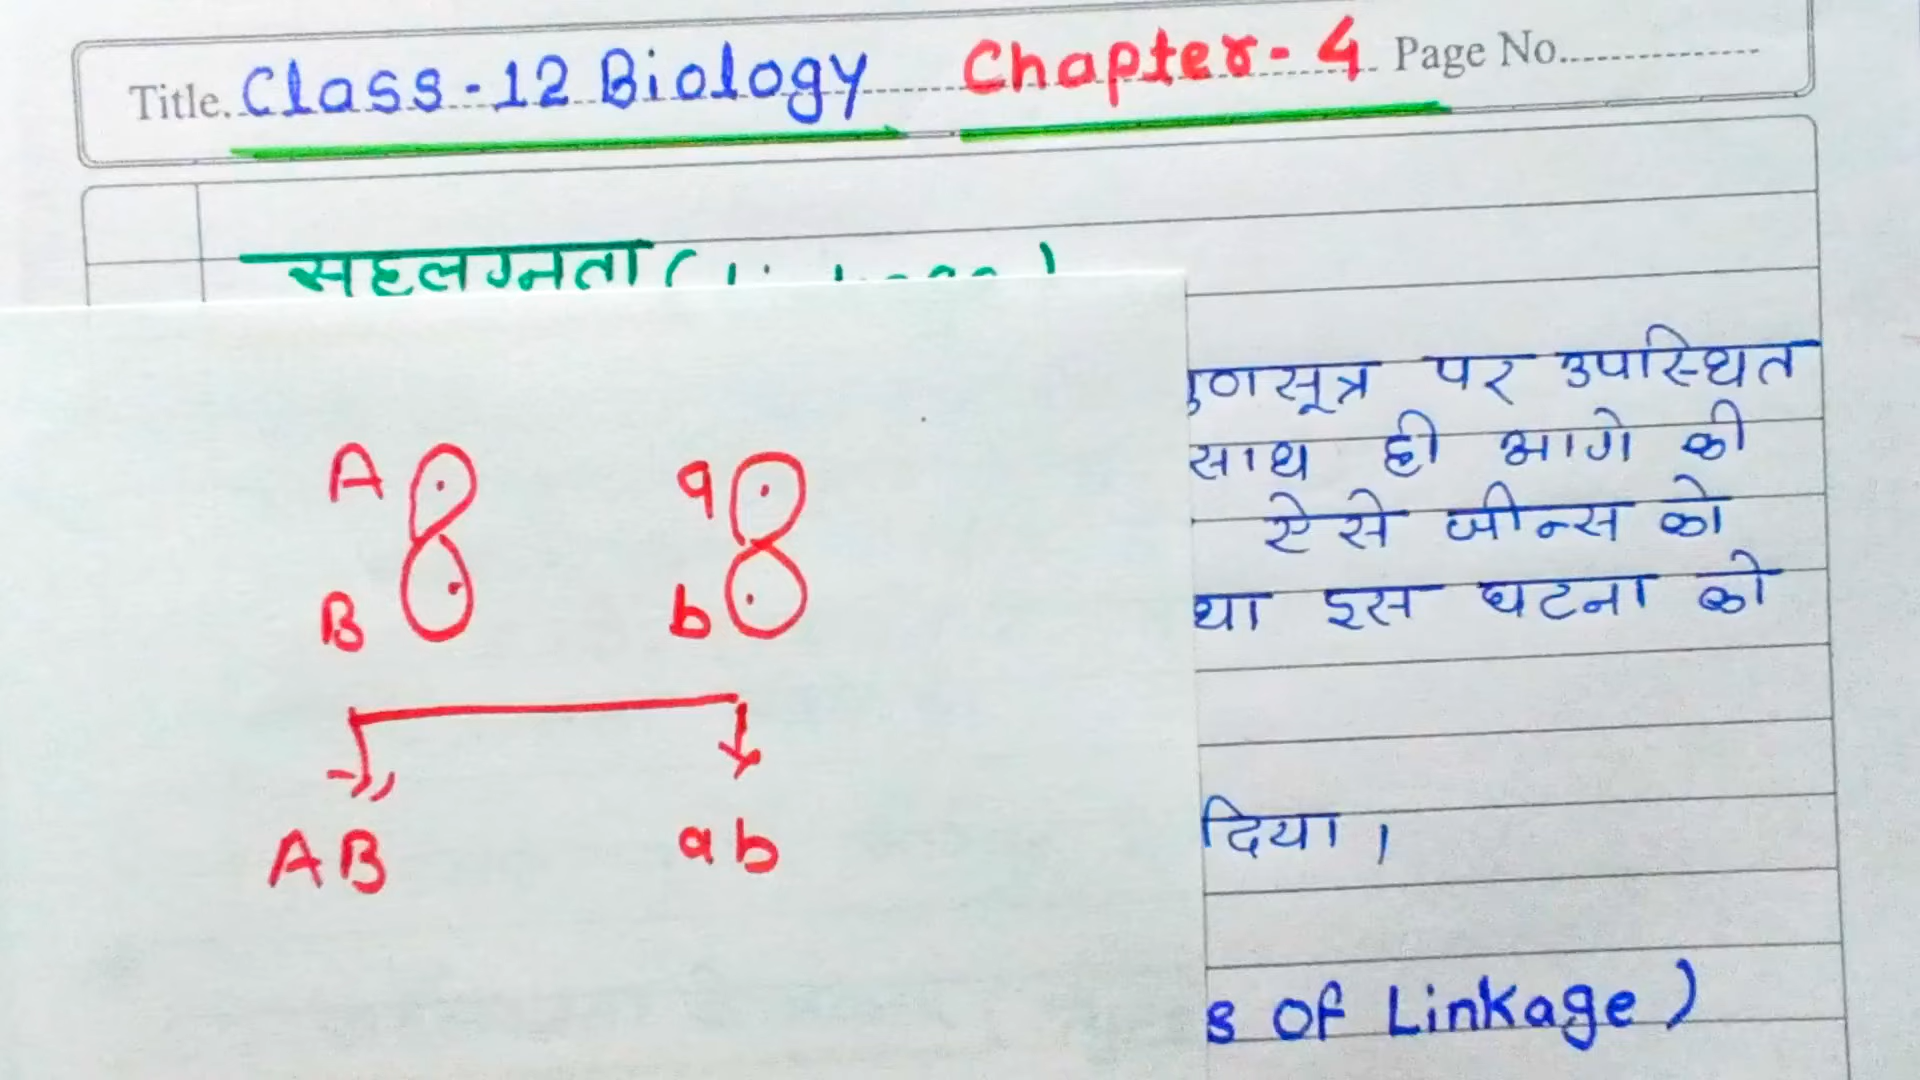 Title. Class-12 Biology Chapter-4 Page No.
सहलग्नता (
पर उपस्थित
साथ ही आगे की
ऐसे जीन्स को
इस घटना को
A a
B b
AB ab
दिया।
Of Linkage)